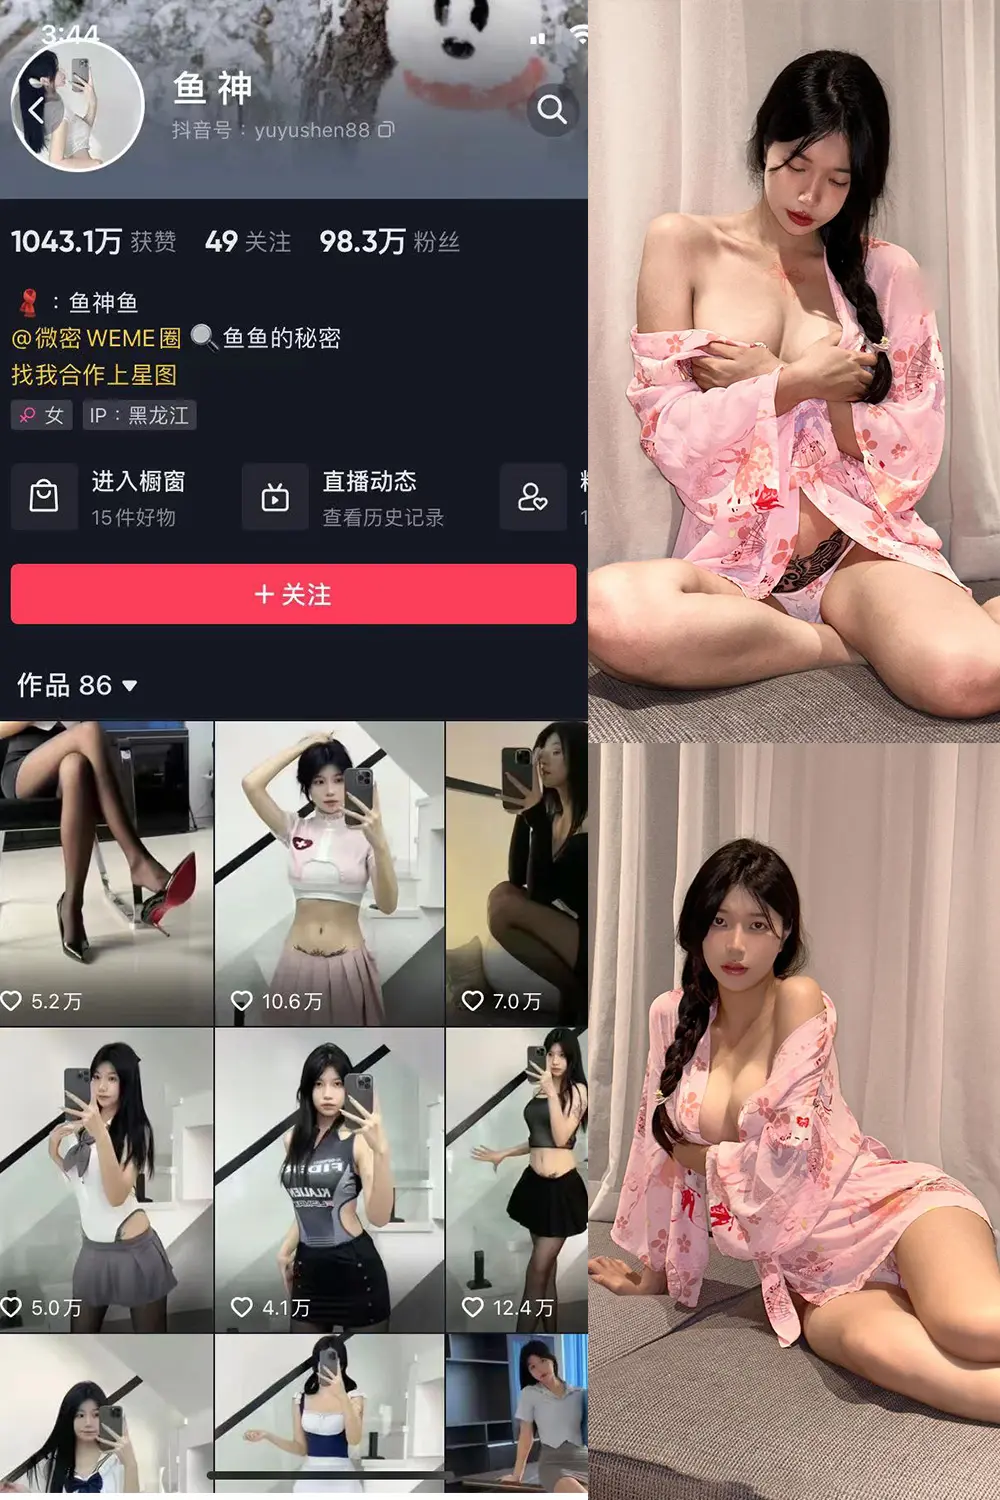 3:44
鱼 神
抖音号：yuyushen88
1043.1万 获赞 49 关注 98.3万 粉丝
：鱼神鱼
@微密 WEME圈 鱼鱼的秘密
找我合作上星图
女 IP：黑龙江
进入橱窗
15件好物
直播动态
查看历史记录
+ 关注
作品 86
5.2万
10.6万
7.0万
5.0万
4.1万
12.4万